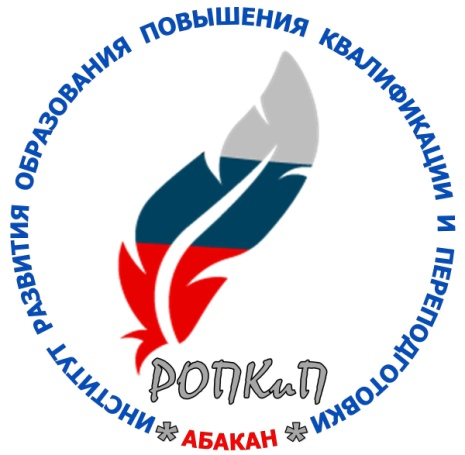 ИНСТИТУТ РАЗВИТИЯ ОБРАЗОВАНИЯ ПОВЫШЕНИЯ КВАЛИФИКАЦИИ И ПЕРЕПОДГОТОВКИ
РОПКиП
* АБАКАН *